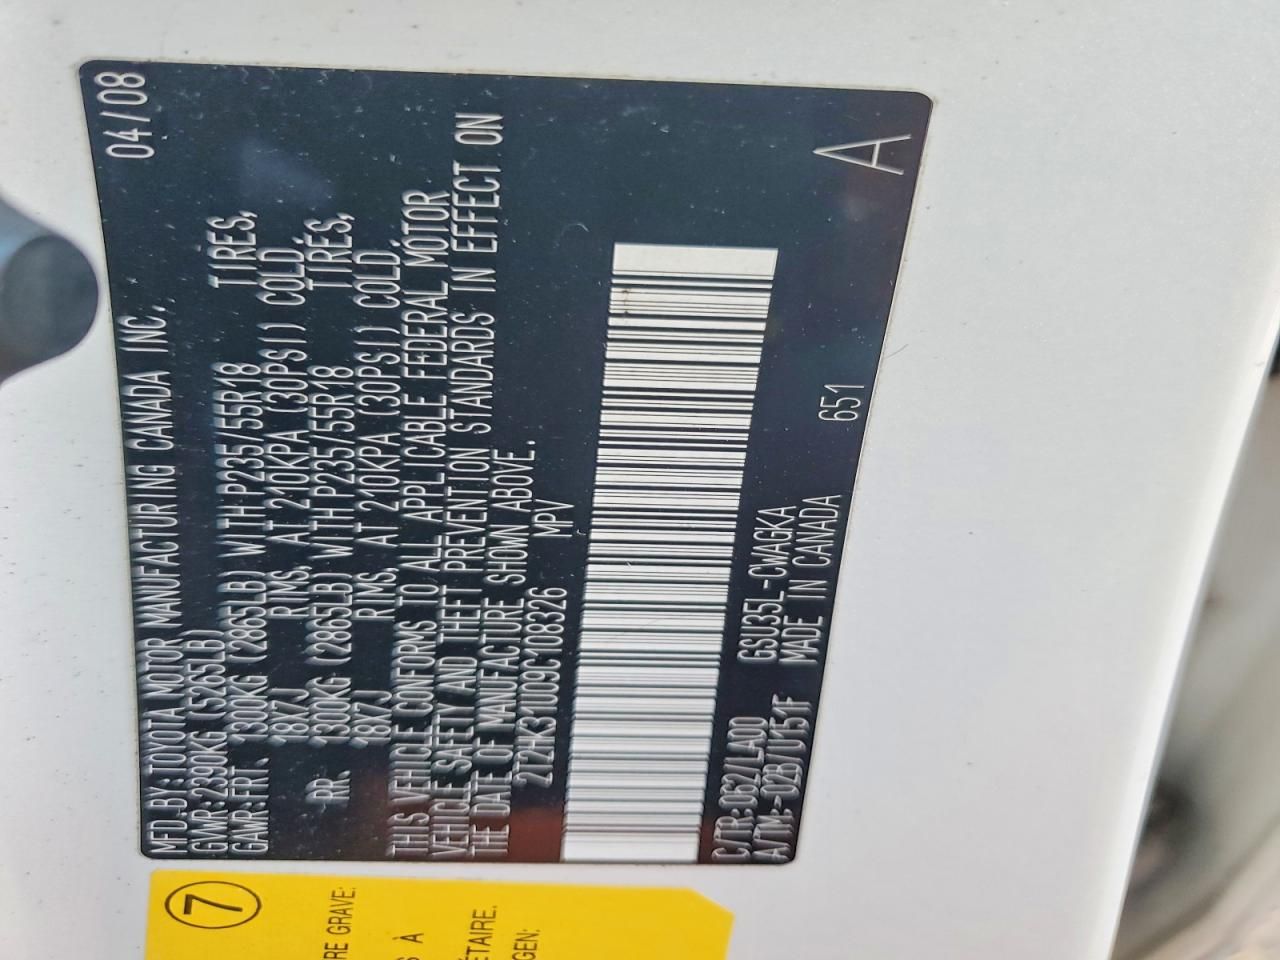 MFD.BY:TOYOTA MOTOR MANUFACTURING CANADA INC. 04/08
GVWR:2390KG (5265LB)
GAWR:FRT. 1300KG (2865LB) WITH P235/55R18 TIRES,
18X7J RIMS, AT 210KPA (30PSI) COLD
RR. 1300KG (2865LB) WITH P235/55R18 TIRES,
18X7J RIMS, AT 210KPA (30PSI) COLD
THIS VEHICLE CONFORMS TO ALL APPLICABLE FEDERAL MOTOR
VEHICLE SAFETY AND THEFT PREVENTION STANDARDS IN EFFECT ON
THE DATE OF MANUFACTURE SHOWN ABOVE.
2T2HK31U09C108326 MPV
C/TR:062/LA00 GSU35L-CWAGKA
A/TM:-02B/U151F MADE IN CANADA 651 A
7
GRAVE:
À